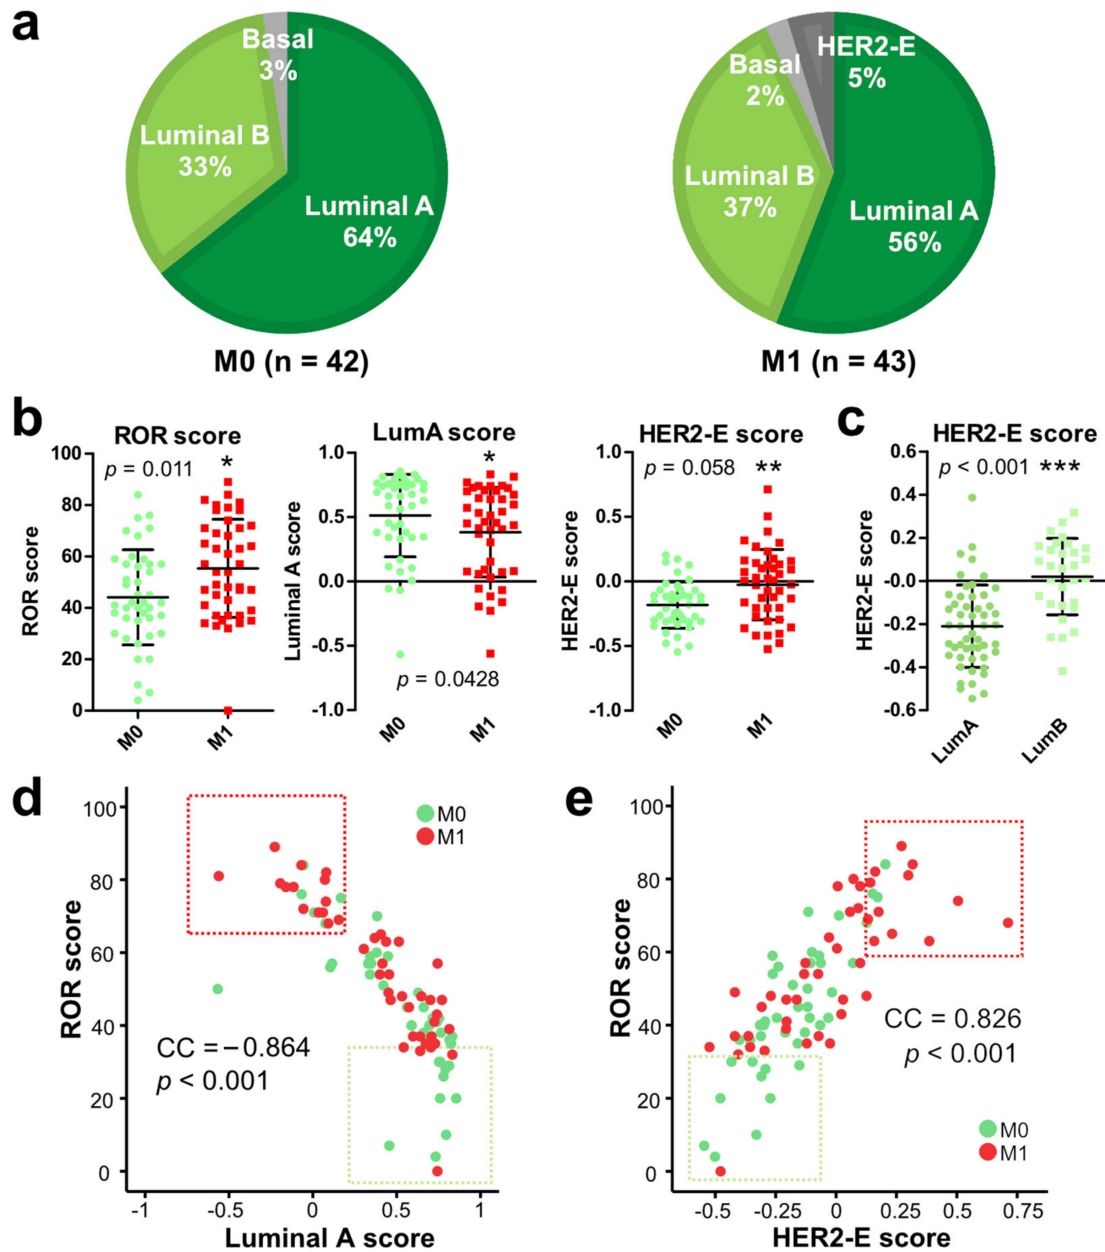 a
Basal
3%
Luminal B
33%
Luminal A
64%
M0 (n = 42)
HER2-E
5%
Basal
2%
Luminal B
37%
Luminal A
56%
M1 (n = 43)
b
ROR score
p = 0.011
*
ROR score
100
80
60
40
20
0
M0
M1
LumA score
*
Luminal A score
1.0
0.5
0.0
-0.5
-1.0
p = 0.0428
M0
M1
HER2-E score
p = 0.058
**
HER2-E score
1.0
0.5
0.0
-0.5
-1.0
M0
M1
c
HER2-E score
p < 0.001
***
HER2-E score
0.6
0.4
0.2
-0.0
-0.2
-0.4
-0.6
LumA
LumB
d
M0
M1
ROR score
100
80
60
40
20
0
CC = −0.864
p < 0.001
-1
-0.5
0
0.5
1
Luminal A score
e
ROR score
100
80
60
40
20
0
CC = 0.826
p < 0.001
M0
M1
-0.5
-0.25
0
0.25
0.5
0.75
HER2-E score